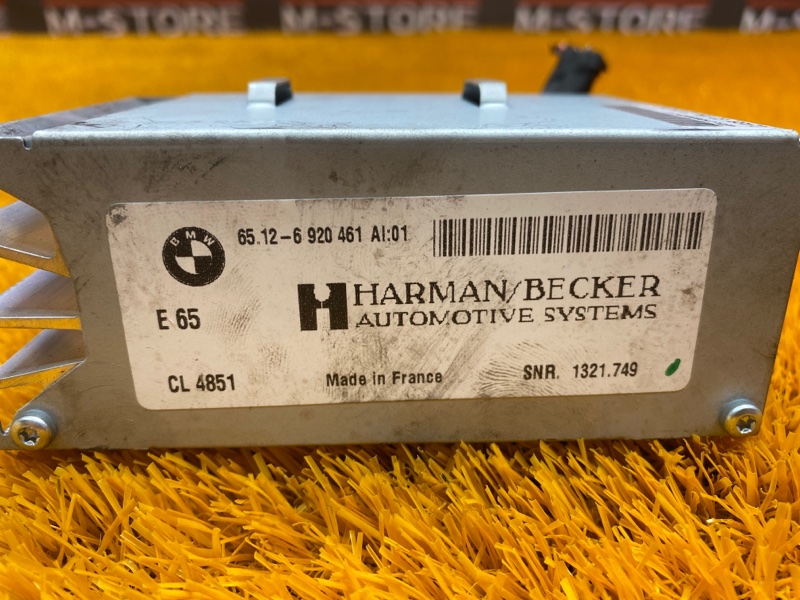 M-STORE M-STORE M-STORE M-STORE
BMW
65.12-6 920 461 AI:01
E 65
HARMAN/BECKER
AUTOMOTIVE SYSTEMS
CL 4851
Made in France
SNR. 1321.749